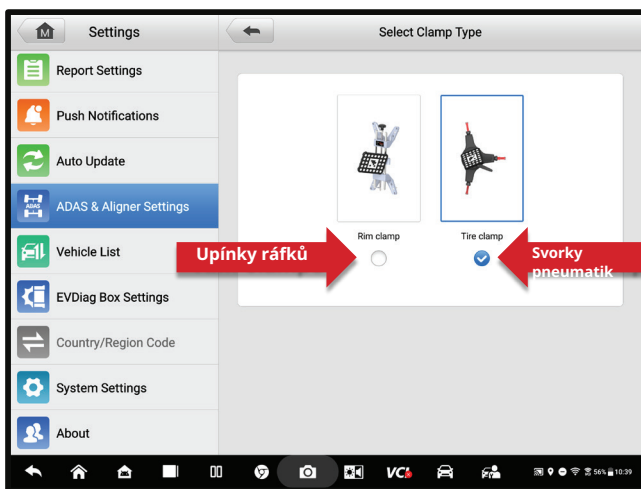 M
Settings
Select Clamp Type
Report Settings
Push Notifications
Auto Update
ADAS
ADAS & Aligner Settings
Vehicle List
EVDiag Box Settings
Country/Region Code
System Settings
About
Rim clamp
Tire clamp
Upínky ráfků
Svorky
pneumatik
VCI
56% 10:39